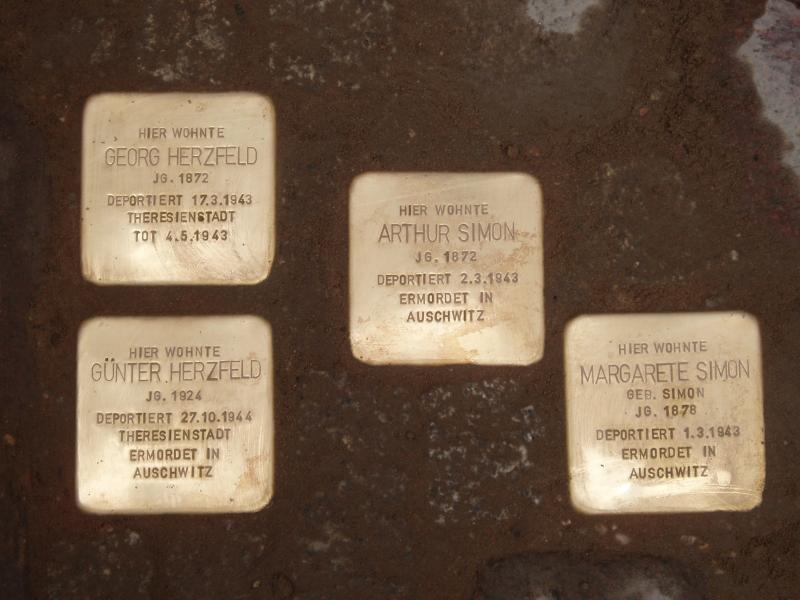 HIER WOHNTE
GEORG HERZFELD
JG. 1872
DEPORTIERT 17.3.1943
THERESIENSTADT
TOT 4.5.1943
HIER WOHNTE
GÜNTER HERZFELD
JG. 1924
DEPORTIERT 27.10.1944
THERESIENSTADT
ERMORDET IN
AUSCHWITZ
HIER WOHNTE
ARTHUR SIMON
JG. 1872
DEPORTIERT 2.3.1943
ERMORDET IN
AUSCHWITZ
HIER WOHNTE
MARGARETE SIMON
GEB. SIMON
JG. 1878
DEPORTIERT 1.3.1943
ERMORDET IN
AUSCHWITZ